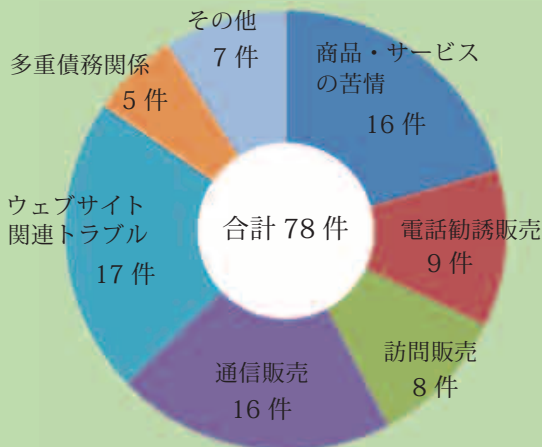 その他
7 件
商品・サービス
の苦情
16 件
電話勧誘販売
9 件
訪問販売
8 件
通信販売
16 件
ウェブサイト
関連トラブル
17 件
多重債務関係
5 件
合計 78 件